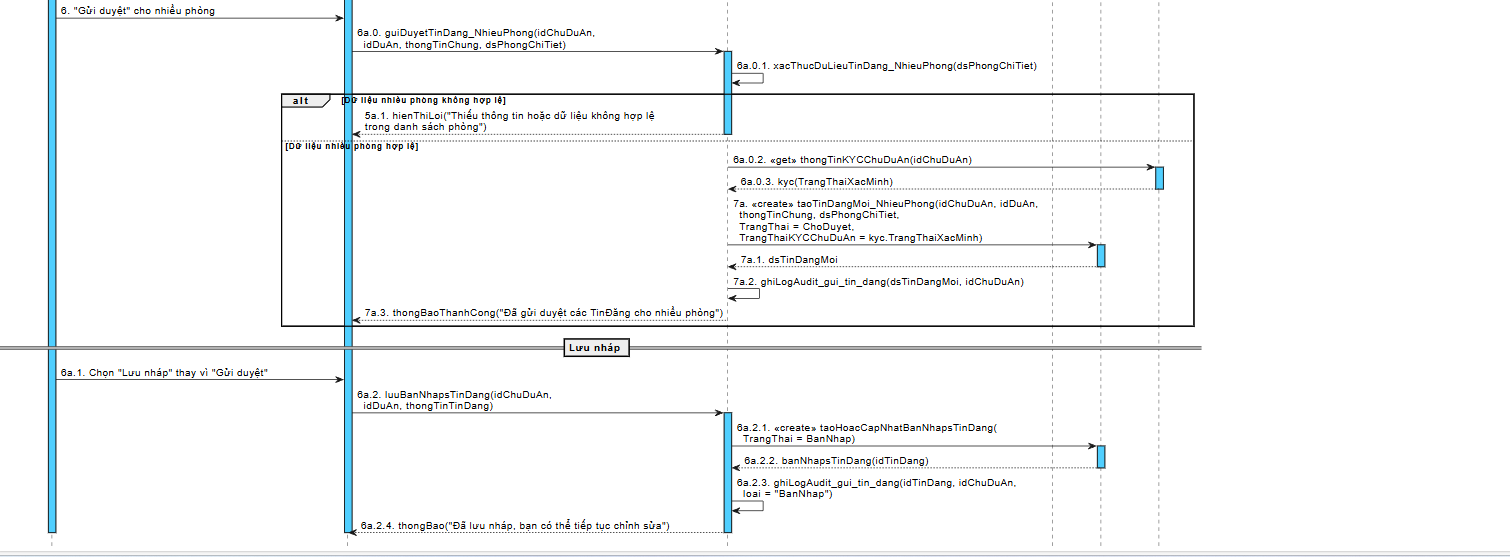 6. "Gửi duyệt" cho nhiều phòng
6a.0. guiDuyetTinDang_NhieuPhong(idChuDuAn,
idDuAn, thongTinChung, dsPhongChiTiet)
6a.0.1. xacThucDuLieuTinDang_NhieuPhong(dsPhongChiTiet)
alt
[Dữ liệu nhiều phòng không hợp lệ]
5a.1. hienThiLoi("Thiếu thông tin hoặc dữ liệu không hợp lệ
trong danh sách phòng")
[Dữ liệu nhiều phòng hợp lệ]
6a.0.2. «get» thongTinKYCChuDuAn(idChuDuAn)
6a.0.3. kyc(TrangThaiXacMinh)
7a. «create» taoTinDangMoi_NhieuPhong(idChuDuAn, idDuAn,
thongTinChung, dsPhongChiTiet,
TrangThai = ChoDuyet,
TrangThaiKYCChuDuAn = kyc.TrangThaiXacMinh)
7a.1. dsTinDangMoi
7a.2. ghiLogAudit_gui_tin_dang(dsTinDangMoi, idChuDuAn)
7a.3. thongBaoThanhCong("Đã gửi duyệt các TinĐăng cho nhiều phòng")
Lưu nháp
6a.1. Chọn "Lưu nháp" thay vì "Gửi duyệt"
6a.2. luuBanNhapsTinDang(idChuDuAn,
idDuAn, thongTinTinDang)
6a.2.1. «create» taoHoacCapNhatBanNhapsTinDang(
TrangThai = BanNhap)
6a.2.2. banNhapsTinDang(idTinDang)
6a.2.3. ghiLogAudit_gui_tin_dang(idTinDang, idChuDuAn,
loai = "BanNhap")
6a.2.4. thongBao("Đã lưu nháp, bạn có thể tiếp tục chỉnh sửa")